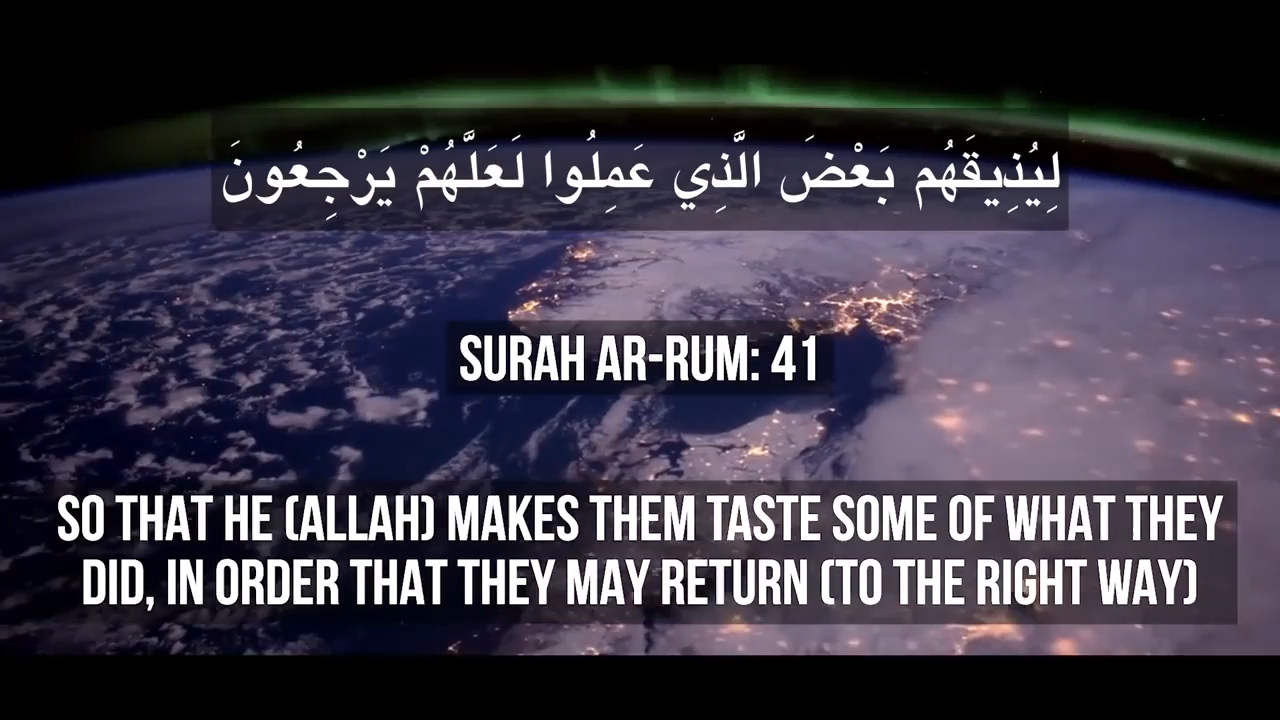 لِيُذِيقَهُم بَعْضَ الَّذِي عَمِلُوا لَعَلَّهُمْ يَرْجِعُونَ
SURAH AR-RUM: 41
SO THAT HE (ALLAH) MAKES THEM TASTE SOME OF WHAT THEY
DID, IN ORDER THAT THEY MAY RETURN (TO THE RIGHT WAY)